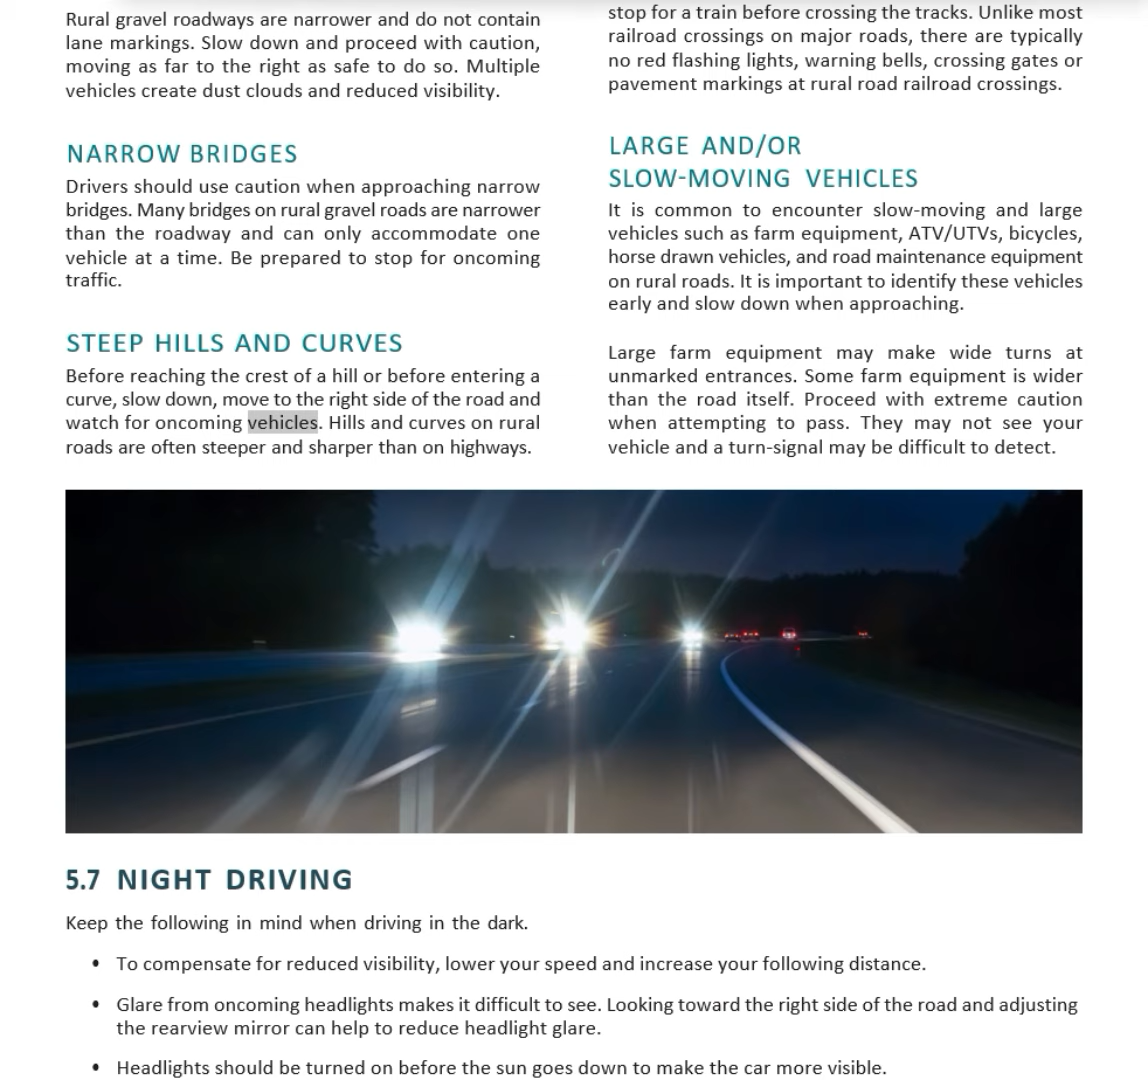 Rural gravel roadways are narrower and do not contain
lane markings. Slow down and proceed with caution,
moving as far to the right as safe to do so. Multiple
vehicles create dust clouds and reduced visibility.
NARROW BRIDGES
Drivers should use caution when approaching narrow
bridges. Many bridges on rural gravel roads are narrower
than the roadway and can only accommodate one
vehicle at a time. Be prepared to stop for oncoming
traffic.
STEEP HILLS AND CURVES
Before reaching the crest of a hill or before entering a
curve, slow down, move to the right side of the road and
watch for oncoming vehicles. Hills and curves on rural
roads are often steeper and sharper than on highways.
stop for a train before crossing the tracks. Unlike most
railroad crossings on major roads, there are typically
no red flashing lights, warning bells, crossing gates or
pavement markings at rural road railroad crossings.
LARGE AND/OR
SLOW-MOVING VEHICLES
It is common to encounter slow-moving and large
vehicles such as farm equipment, ATV/UTVs, bicycles,
horse drawn vehicles, and road maintenance equipment
on rural roads. It is important to identify these vehicles
early and slow down when approaching.
Large farm equipment may make wide turns at
unmarked entrances. Some farm equipment is wider
than the road itself. Proceed with extreme caution
when attempting to pass. They may not see your
vehicle and a turn-signal may be difficult to detect.
5.7 NIGHT DRIVING
Keep the following in mind when driving in the dark.
• To compensate for reduced visibility, lower your speed and increase your following distance.
• Glare from oncoming headlights makes it difficult to see. Looking toward the right side of the road and adjusting
the rearview mirror can help to reduce headlight glare.
• Headlights should be turned on before the sun goes down to make the car more visible.